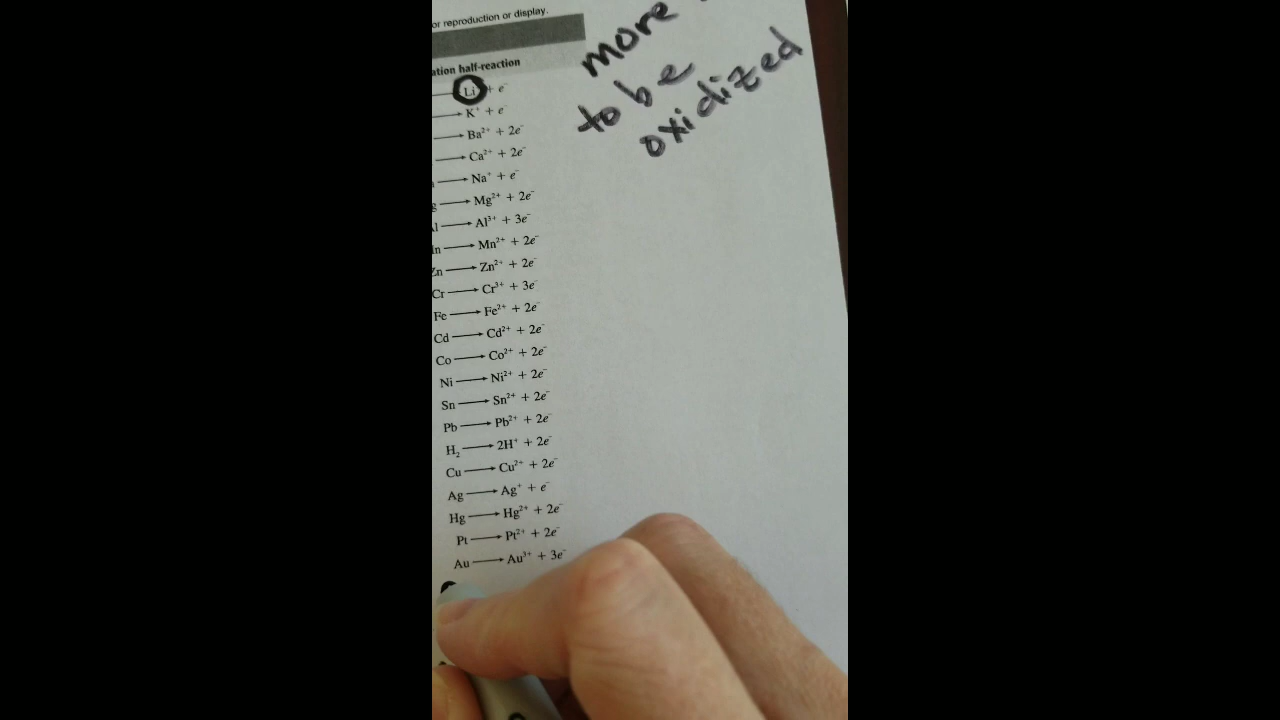 or reproduction or display.
ation half-reaction
Li + e⁻
⟶ K⁺ + e⁻
⟶ Ba²⁺ + 2e⁻
⟶ Ca²⁺ + 2e⁻
⟶ Na⁺ + e⁻
g ⟶ Mg²⁺ + 2e⁻
l ⟶ Al³⁺ + 3e⁻
n ⟶ Mn²⁺ + 2e⁻
Zn ⟶ Zn²⁺ + 2e⁻
Cr ⟶ Cr³⁺ + 3e⁻
Fe ⟶ Fe²⁺ + 2e⁻
Cd ⟶ Cd²⁺ + 2e⁻
Co ⟶ Co²⁺ + 2e⁻
Ni ⟶ Ni²⁺ + 2e⁻
Sn ⟶ Sn²⁺ + 2e⁻
Pb ⟶ Pb²⁺ + 2e⁻
H₂ ⟶ 2H⁺ + 2e⁻
Cu ⟶ Cu²⁺ + 2e⁻
Ag ⟶ Ag⁺ + e⁻
Hg ⟶ Hg²⁺ + 2e⁻
Pt ⟶ Pt²⁺ + 2e⁻
Au ⟶ Au³⁺ + 3e⁻
more
to be
oxidized